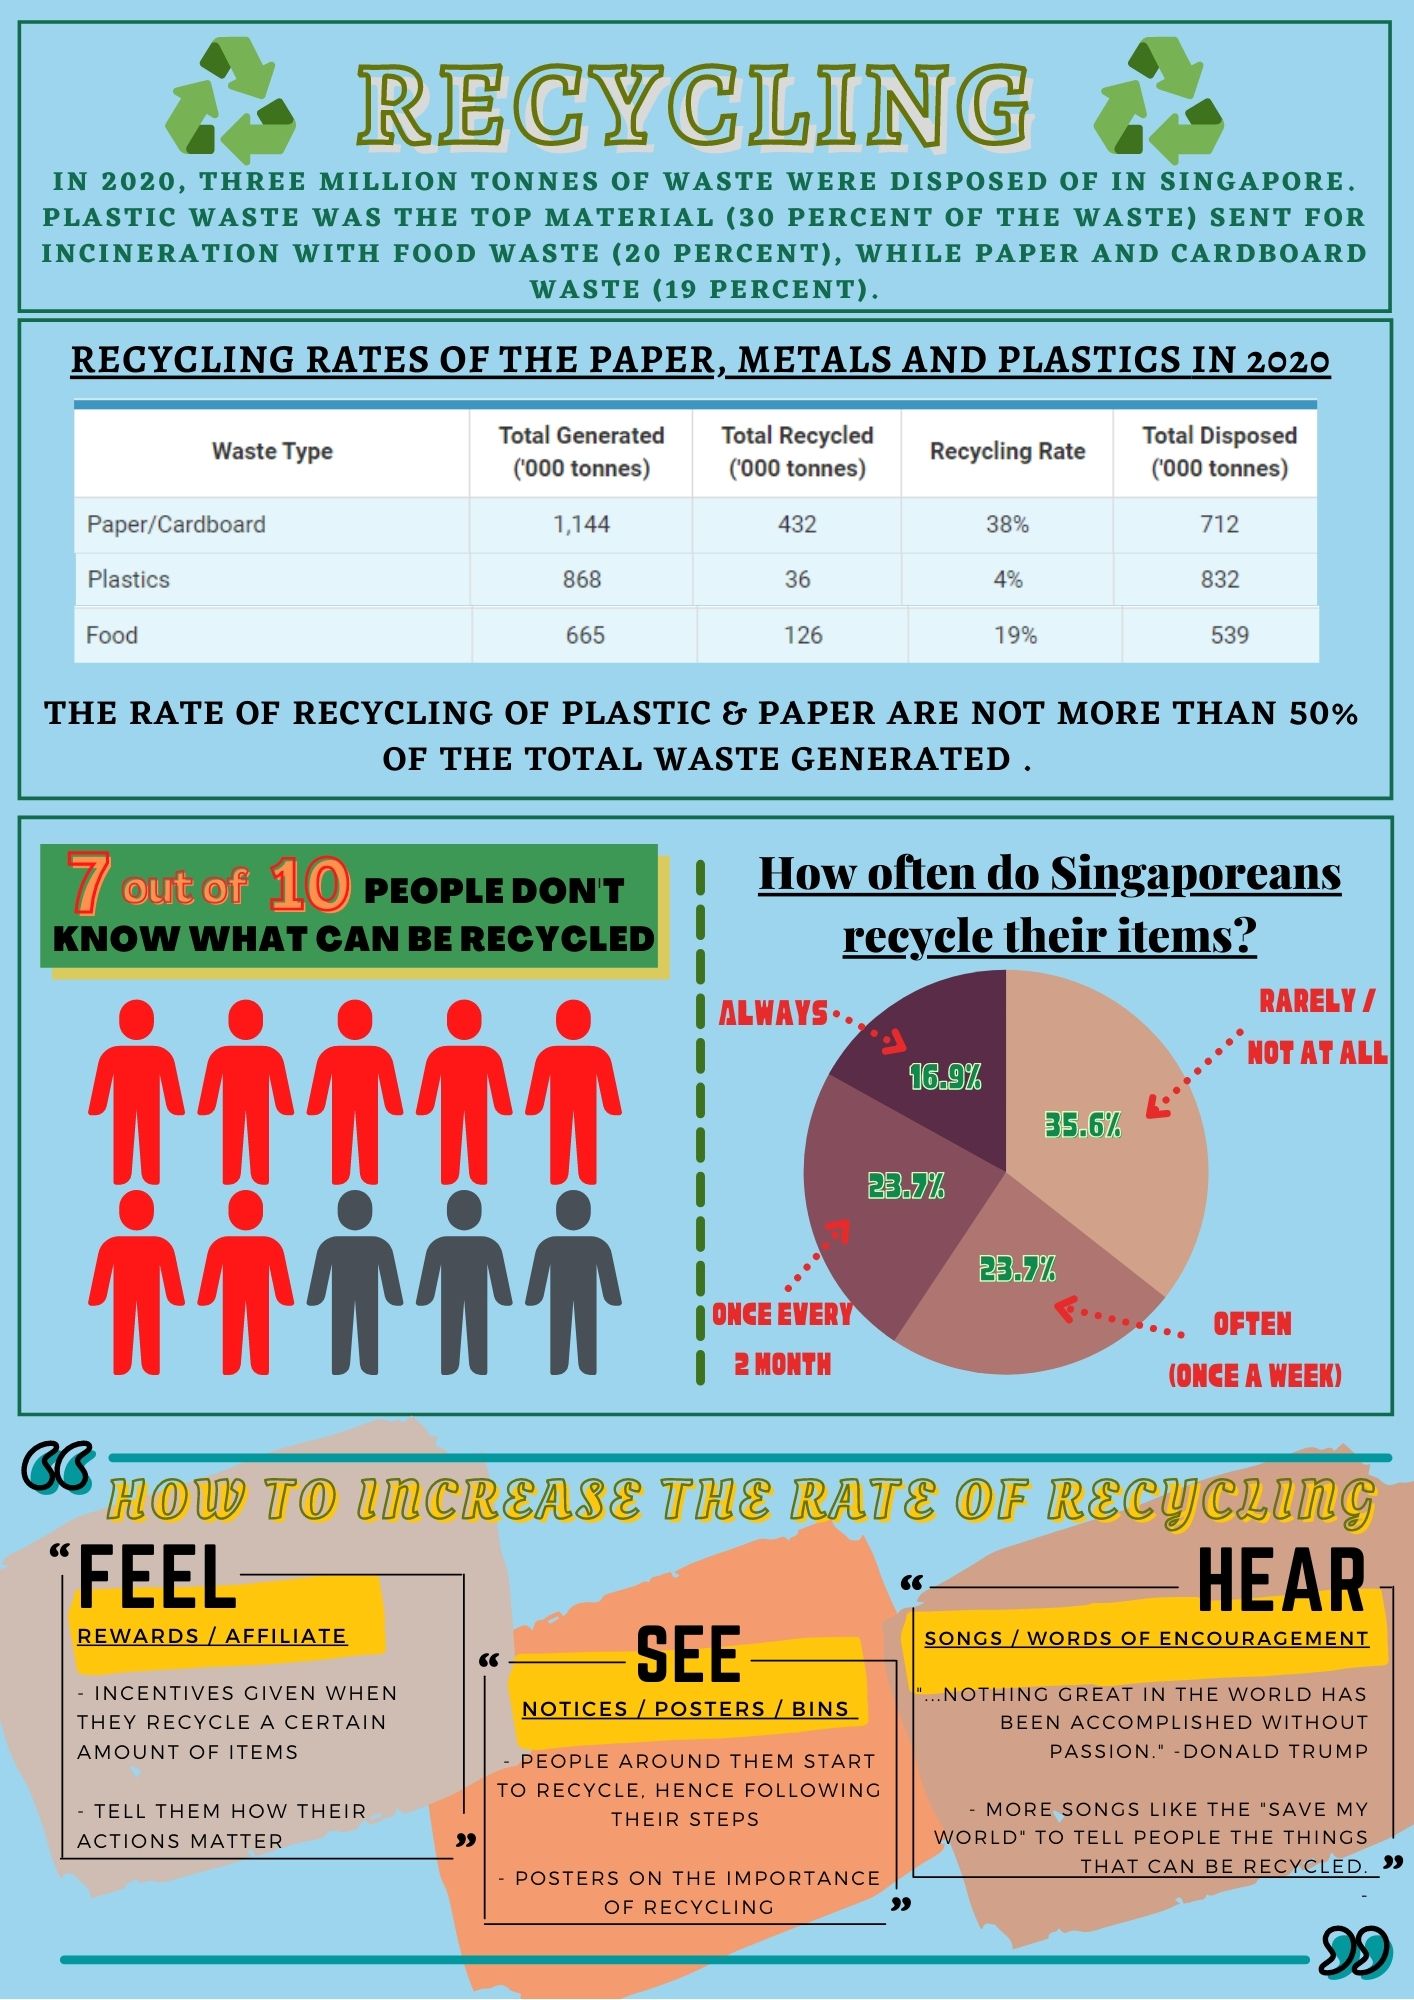 RECYCLING
IN 2020, THREE MILLION TONNES OF WASTE WERE DISPOSED OF IN SINGAPORE.
PLASTIC WASTE WAS THE TOP MATERIAL (30 PERCENT OF THE WASTE) SENT FOR
INCINERATION WITH FOOD WASTE (20 PERCENT), WHILE PAPER AND CARDBOARD
WASTE (19 PERCENT).
RECYCLING RATES OF THE PAPER, METALS AND PLASTICS IN 2020
Waste Type Total Generated ('000 tonnes) Total Recycled ('000 tonnes) Recycling Rate Total Disposed ('000 tonnes)
Paper/Cardboard 1,144 432 38% 712
Plastics 868 36 4% 832
Food 665 126 19% 539
THE RATE OF RECYCLING OF PLASTIC & PAPER ARE NOT MORE THAN 50%
OF THE TOTAL WASTE GENERATED .
7 out of 10 PEOPLE DON'T
KNOW WHAT CAN BE RECYCLED
How often do Singaporeans
recycle their items?
ALWAYS
16.9%
RARELY /
NOT AT ALL
35.6%
23.7%
ONCE EVERY
2 MONTH
23.7%
OFTEN
(ONCE A WEEK)
“
HOW TO INCREASE THE RATE OF RECYCLING
“FEEL
REWARDS / AFFILIATE
- INCENTIVES GIVEN WHEN
THEY RECYCLE A CERTAIN
AMOUNT OF ITEMS
- TELL THEM HOW THEIR
ACTIONS MATTER
”
“ SEE
NOTICES / POSTERS / BINS
- PEOPLE AROUND THEM START
TO RECYCLE, HENCE FOLLOWING
THEIR STEPS
- POSTERS ON THE IMPORTANCE
OF RECYCLING
”
“ HEAR
SONGS / WORDS OF ENCOURAGEMENT
"...NOTHING GREAT IN THE WORLD HAS
BEEN ACCOMPLISHED WITHOUT
PASSION." -DONALD TRUMP
- MORE SONGS LIKE THE "SAVE MY
WORLD" TO TELL PEOPLE THE THINGS
THAT CAN BE RECYCLED.
”
-
”